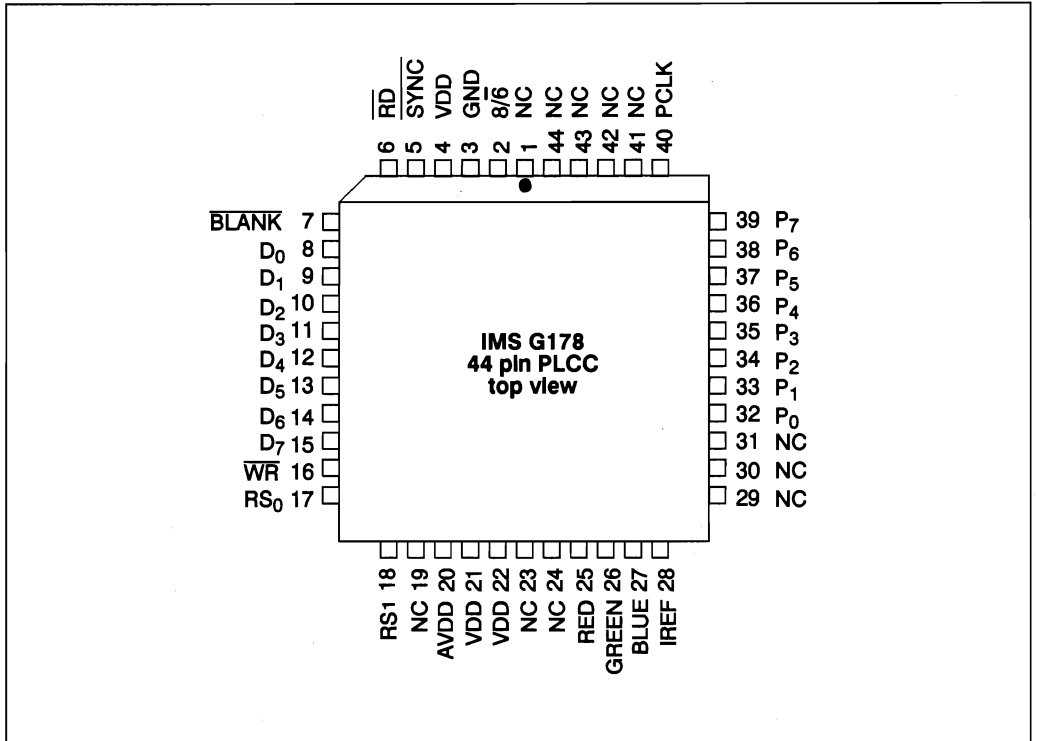 R̅D̅
S̅Y̅N̅C̅
VDD
GND
8/6̅
NC
NC
NC
NC
NC
PCLK
6
5
4
3
2
1
44
43
42
41
40
B̅L̅A̅N̅K̅ 7
D₀ 8
D₁ 9
D₂ 10
D₃ 11
D₄ 12
D₅ 13
D₆ 14
D₇ 15
W̅R̅ 16
RS₀ 17
IMS G178
44 pin PLCC
top view
39 P₇
38 P₆
37 P₅
36 P₄
35 P₃
34 P₂
33 P₁
32 P₀
31 NC
30 NC
29 NC
RS1 18
NC 19
AVDD 20
VDD 21
VDD 22
NC 23
NC 24
RED 25
GREEN 26
BLUE 27
IREF 28